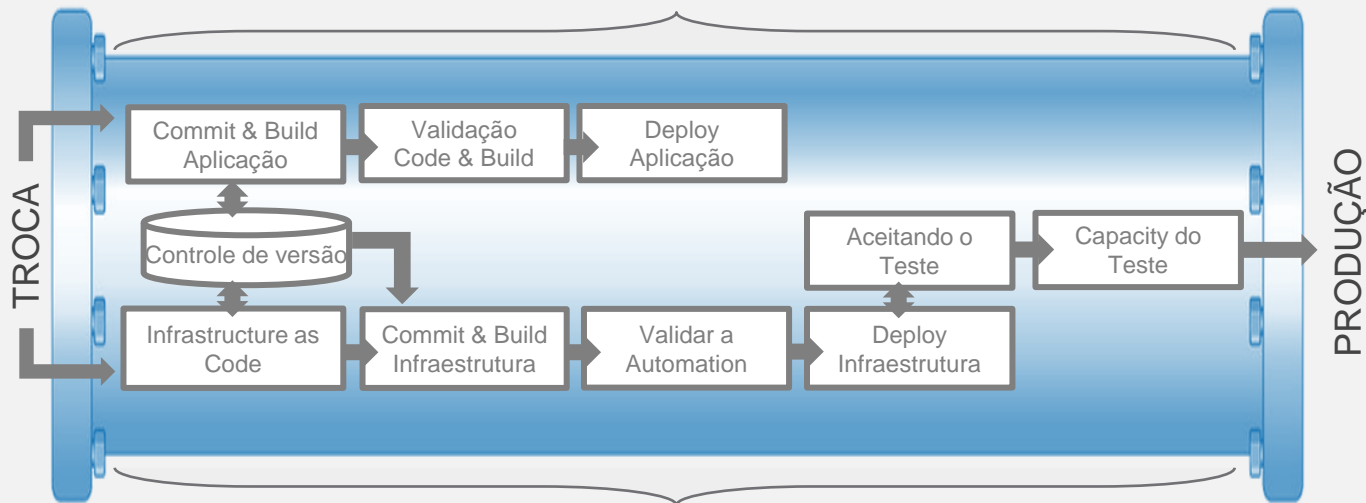 TROCA
Commit & Build
Aplicação
Validação
Code & Build
Deploy
Aplicação
Controle de versão
Aceitando o
Teste
Capacity do
Teste
Infrastructure as
Code
Commit & Build
Infraestrutura
Validar a
Automation
Deploy
Infraestrutura
PRODUÇÃO